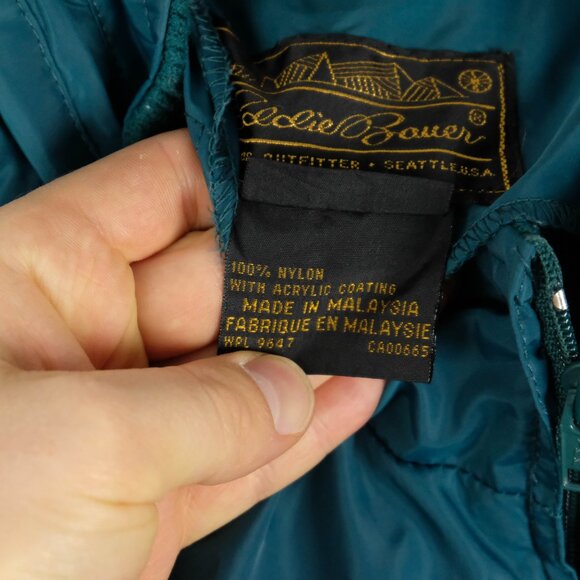 Eddie Bauer ®
OUTFITTER • SEATTLE, U.S.A.
100% NYLON
WITH ACRYLIC COATING
MADE IN MALAYSIA
FABRIQUE EN MALAYSIE
WPL 9647 CA00665